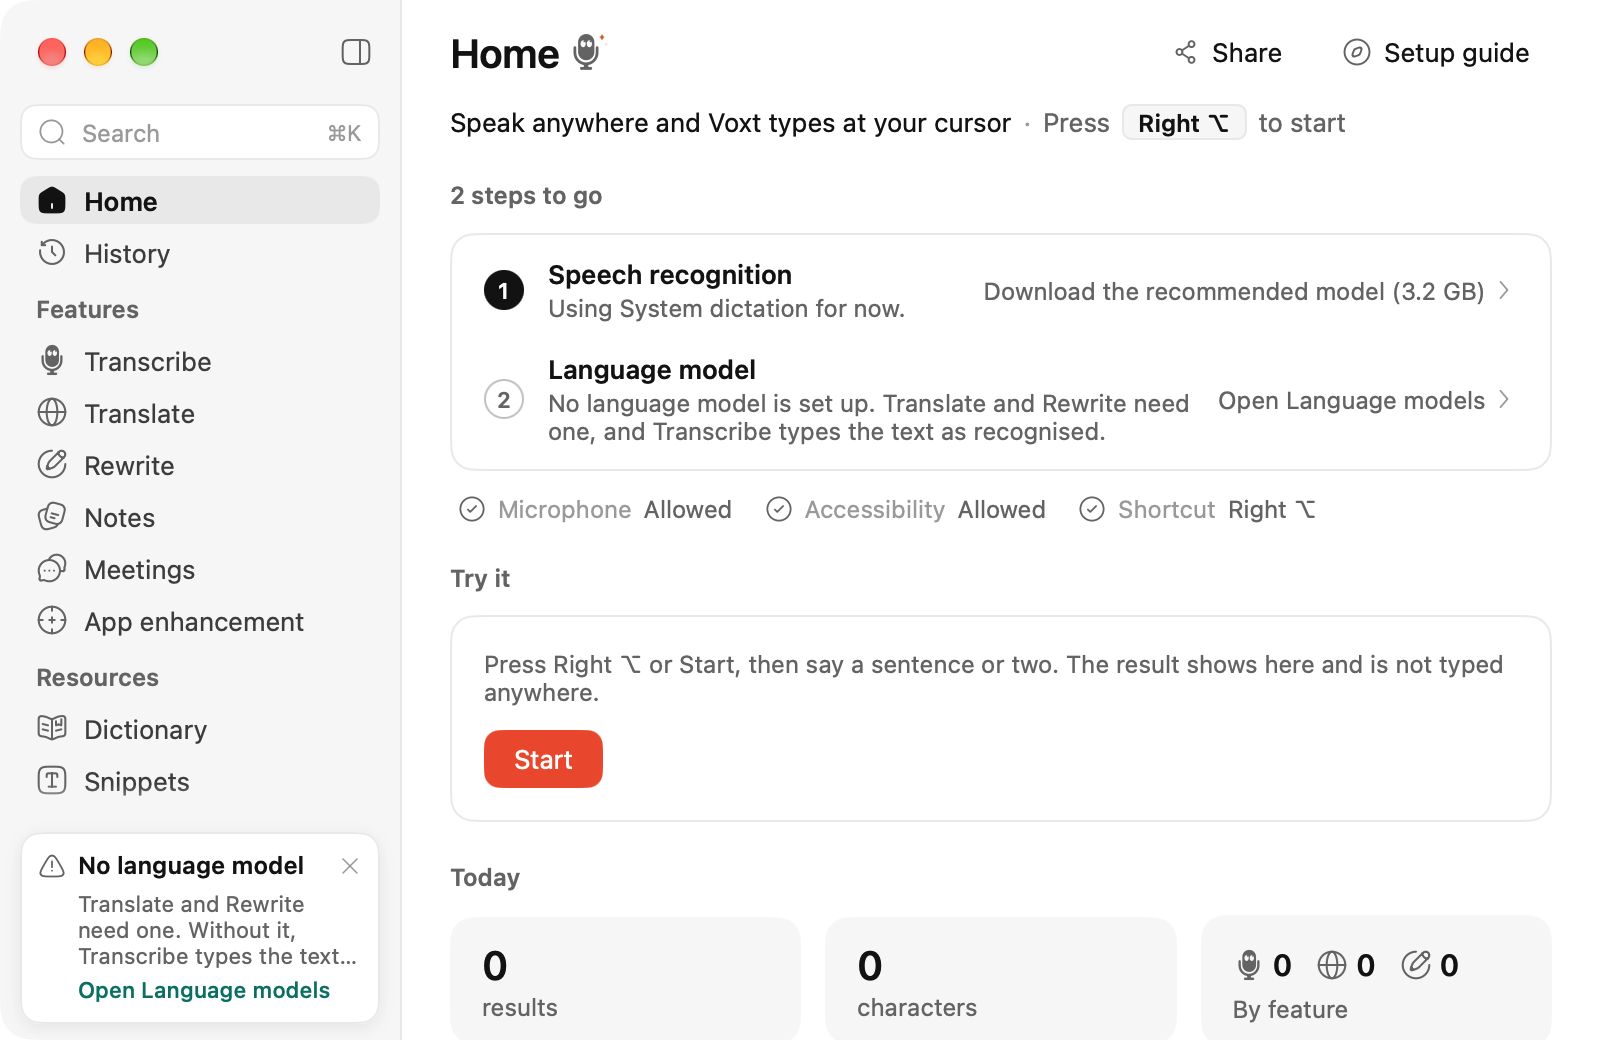 Search ⌘K
Home
History
Features
Transcribe
Translate
Rewrite
Notes
Meetings
App enhancement
Resources
Dictionary
Snippets
No language model
Translate and Rewrite
need one. Without it,
Transcribe types the text...
Open Language models
Home
Share
Setup guide
Speak anywhere and Voxt types at your cursor · Press Right ⌥ to start
2 steps to go
1
Speech recognition
Using System dictation for now.
Download the recommended model (3.2 GB)
2
Language model
No language model is set up. Translate and Rewrite need
one, and Transcribe types the text as recognised.
Open Language models
Microphone Allowed
Accessibility Allowed
Shortcut Right ⌥
Try it
Press Right ⌥ or Start, then say a sentence or two. The result shows here and is not typed
anywhere.
Start
Today
0
results
0
characters
0 0 0
By feature